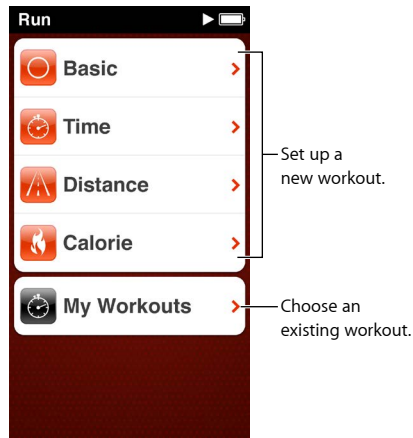 Run
Basic
Time
Distance
Calorie
My Workouts
Set up a
new workout.
Choose an
existing workout.